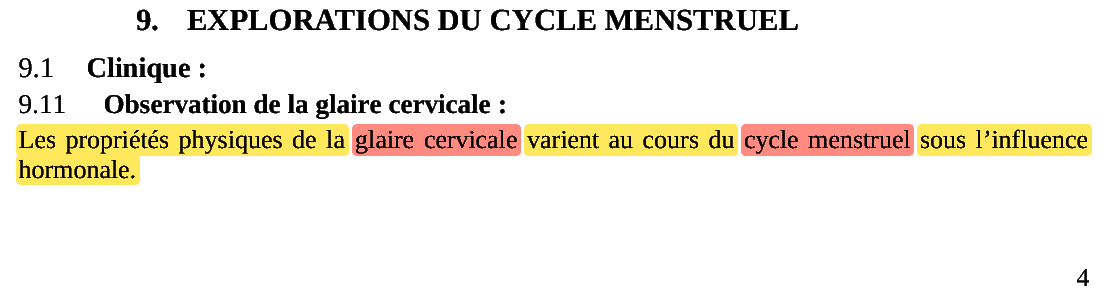 9. EXPLORATIONS DU CYCLE MENSTRUEL
9.1 Clinique :
9.11 Observation de la glaire cervicale :
Les propriétés physiques de la glaire cervicale varient au cours du cycle menstruel sous l’influence
hormonale.
4